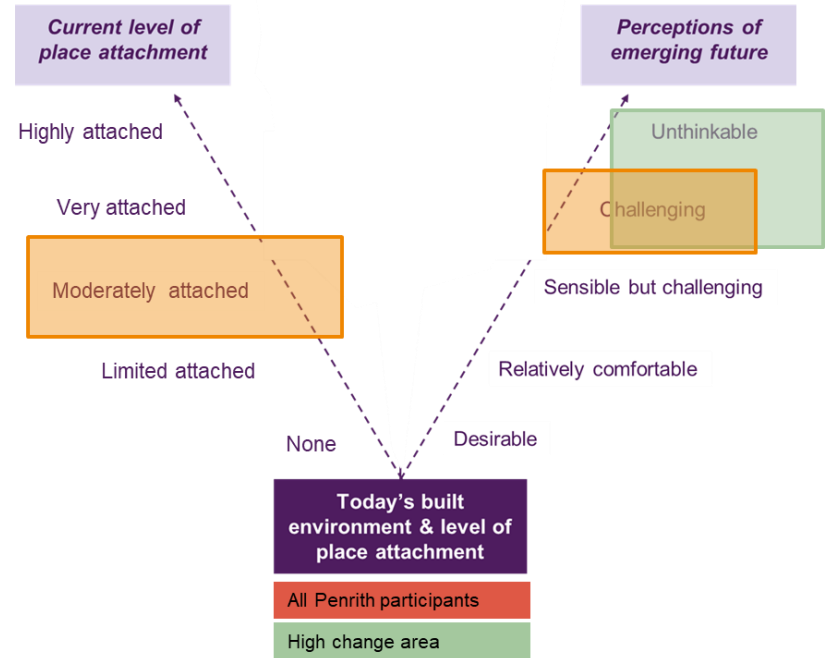 Current level of
place attachment
Perceptions of
emerging future
Highly attached
Unthinkable
Very attached
Challenging
Moderately attached
Sensible but challenging
Limited attached
Relatively comfortable
None
Desirable
Today's built
environment & level of
place attachment
All Penrith participants
High change area